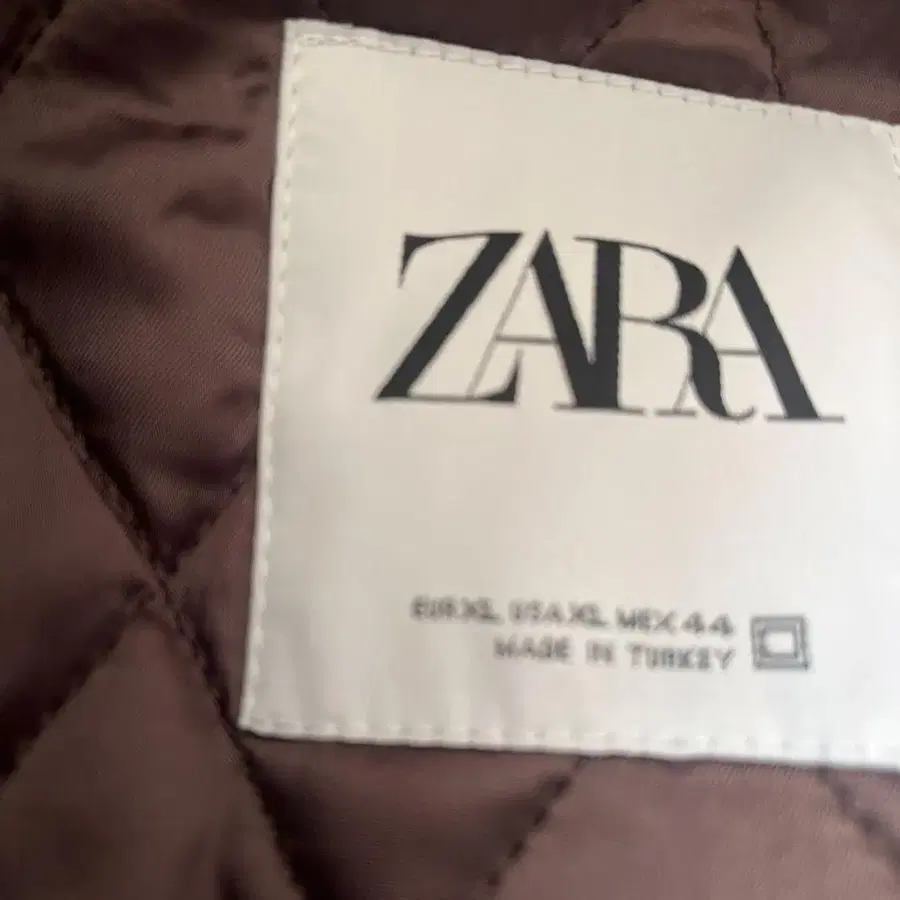 ZARA
EUR XL USA XL MEX 44
MADE IN TURKEY